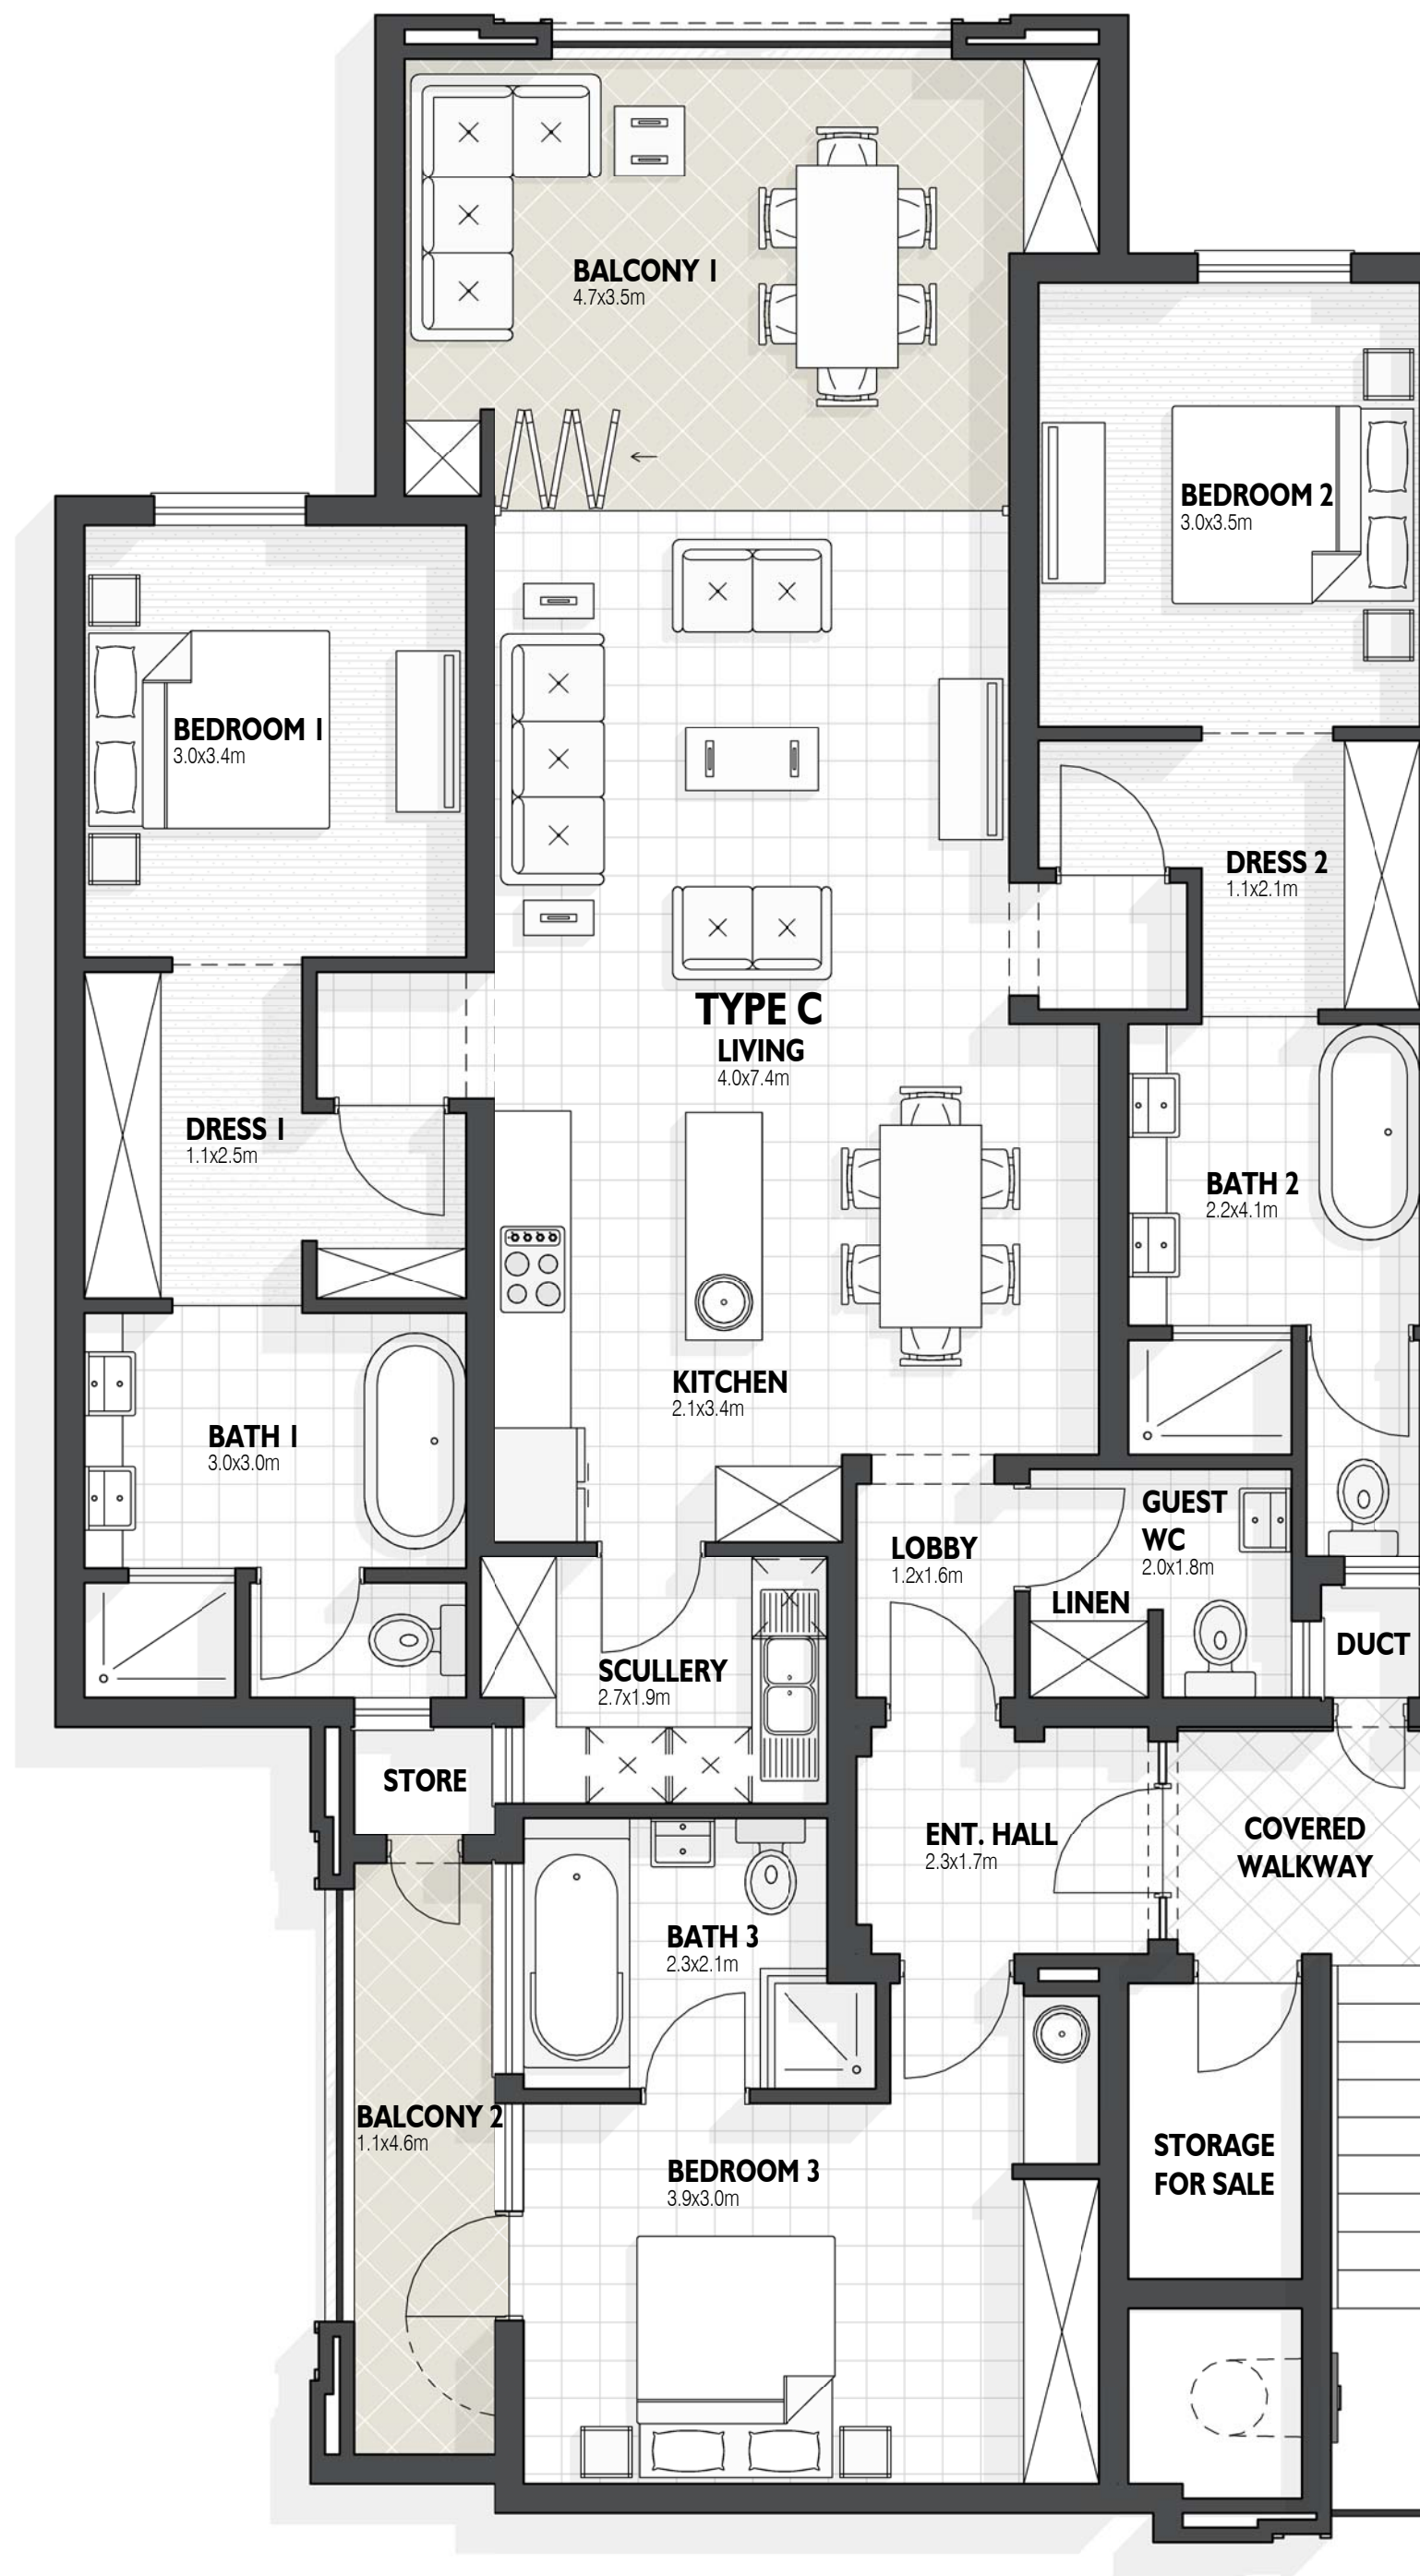 BALCONY 1
4.7x3.5m
BEDROOM 2
3.0x3.5m
BEDROOM 1
3.0x3.4m
DRESS 2
1.1x2.1m
TYPE C
LIVING
4.0x7.4m
DRESS 1
1.1x2.5m
BATH 2
2.2x4.1m
KITCHEN
2.1x3.4m
BATH 1
3.0x3.0m
GUEST
WC
2.0x1.8m
LOBBY
1.2x1.6m
LINEN
DUCT
SCULLERY
2.7x1.9m
STORE
ENT. HALL
2.3x1.7m
COVERED
WALKWAY
BATH 3
2.3x2.1m
BALCONY 2
1.1x4.6m
STORAGE
FOR SALE
BEDROOM 3
3.9x3.0m